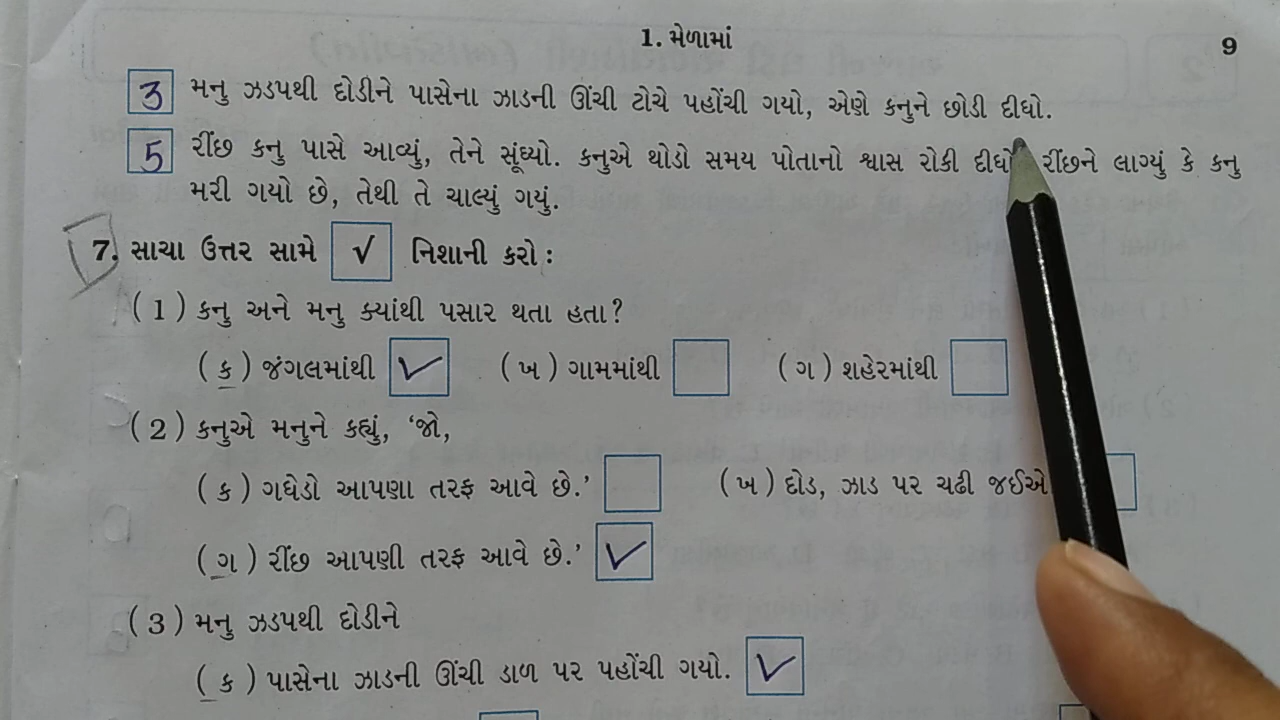 1. મેળામાં 9
3 મનુ ઝડપથી દોડીને પાસેના ઝાડની ઊંચી ટોચે પહોંચી ગયો, એણે કનુને છોડી દીધો.
5 રીંછ કનુ પાસે આવ્યું, તેને સૂંઘ્યો. કનુએ થોડો સમય પોતાનો શ્વાસ રોકી દીધો રીંછને લાગ્યું કે કનુ
મરી ગયો છે, તેથી તે ચાલ્યું ગયું.
7. સાચા ઉત્તર સામે √ નિશાની કરો :
(1) કનુ અને મનુ ક્યાંથી પસાર થતા હતા?
(ક) જંગલમાંથી ✓ (ખ) ગામમાંથી (ગ) શહેરમાંથી
(2) કનુએ મનુને કહ્યું, ‘જો,
(ક) ગધેડો આપણા તરફ આવે છે.’ (ખ) દોડ, ઝાડ પર ચઢી જઈએ
(ગ) રીંછ આપણી તરફ આવે છે.’ ✓
(3) મનુ ઝડપથી દોડીને
(ક) પાસેના ઝાડની ઊંચી ડાળ પર પહોંચી ગયો. ✓